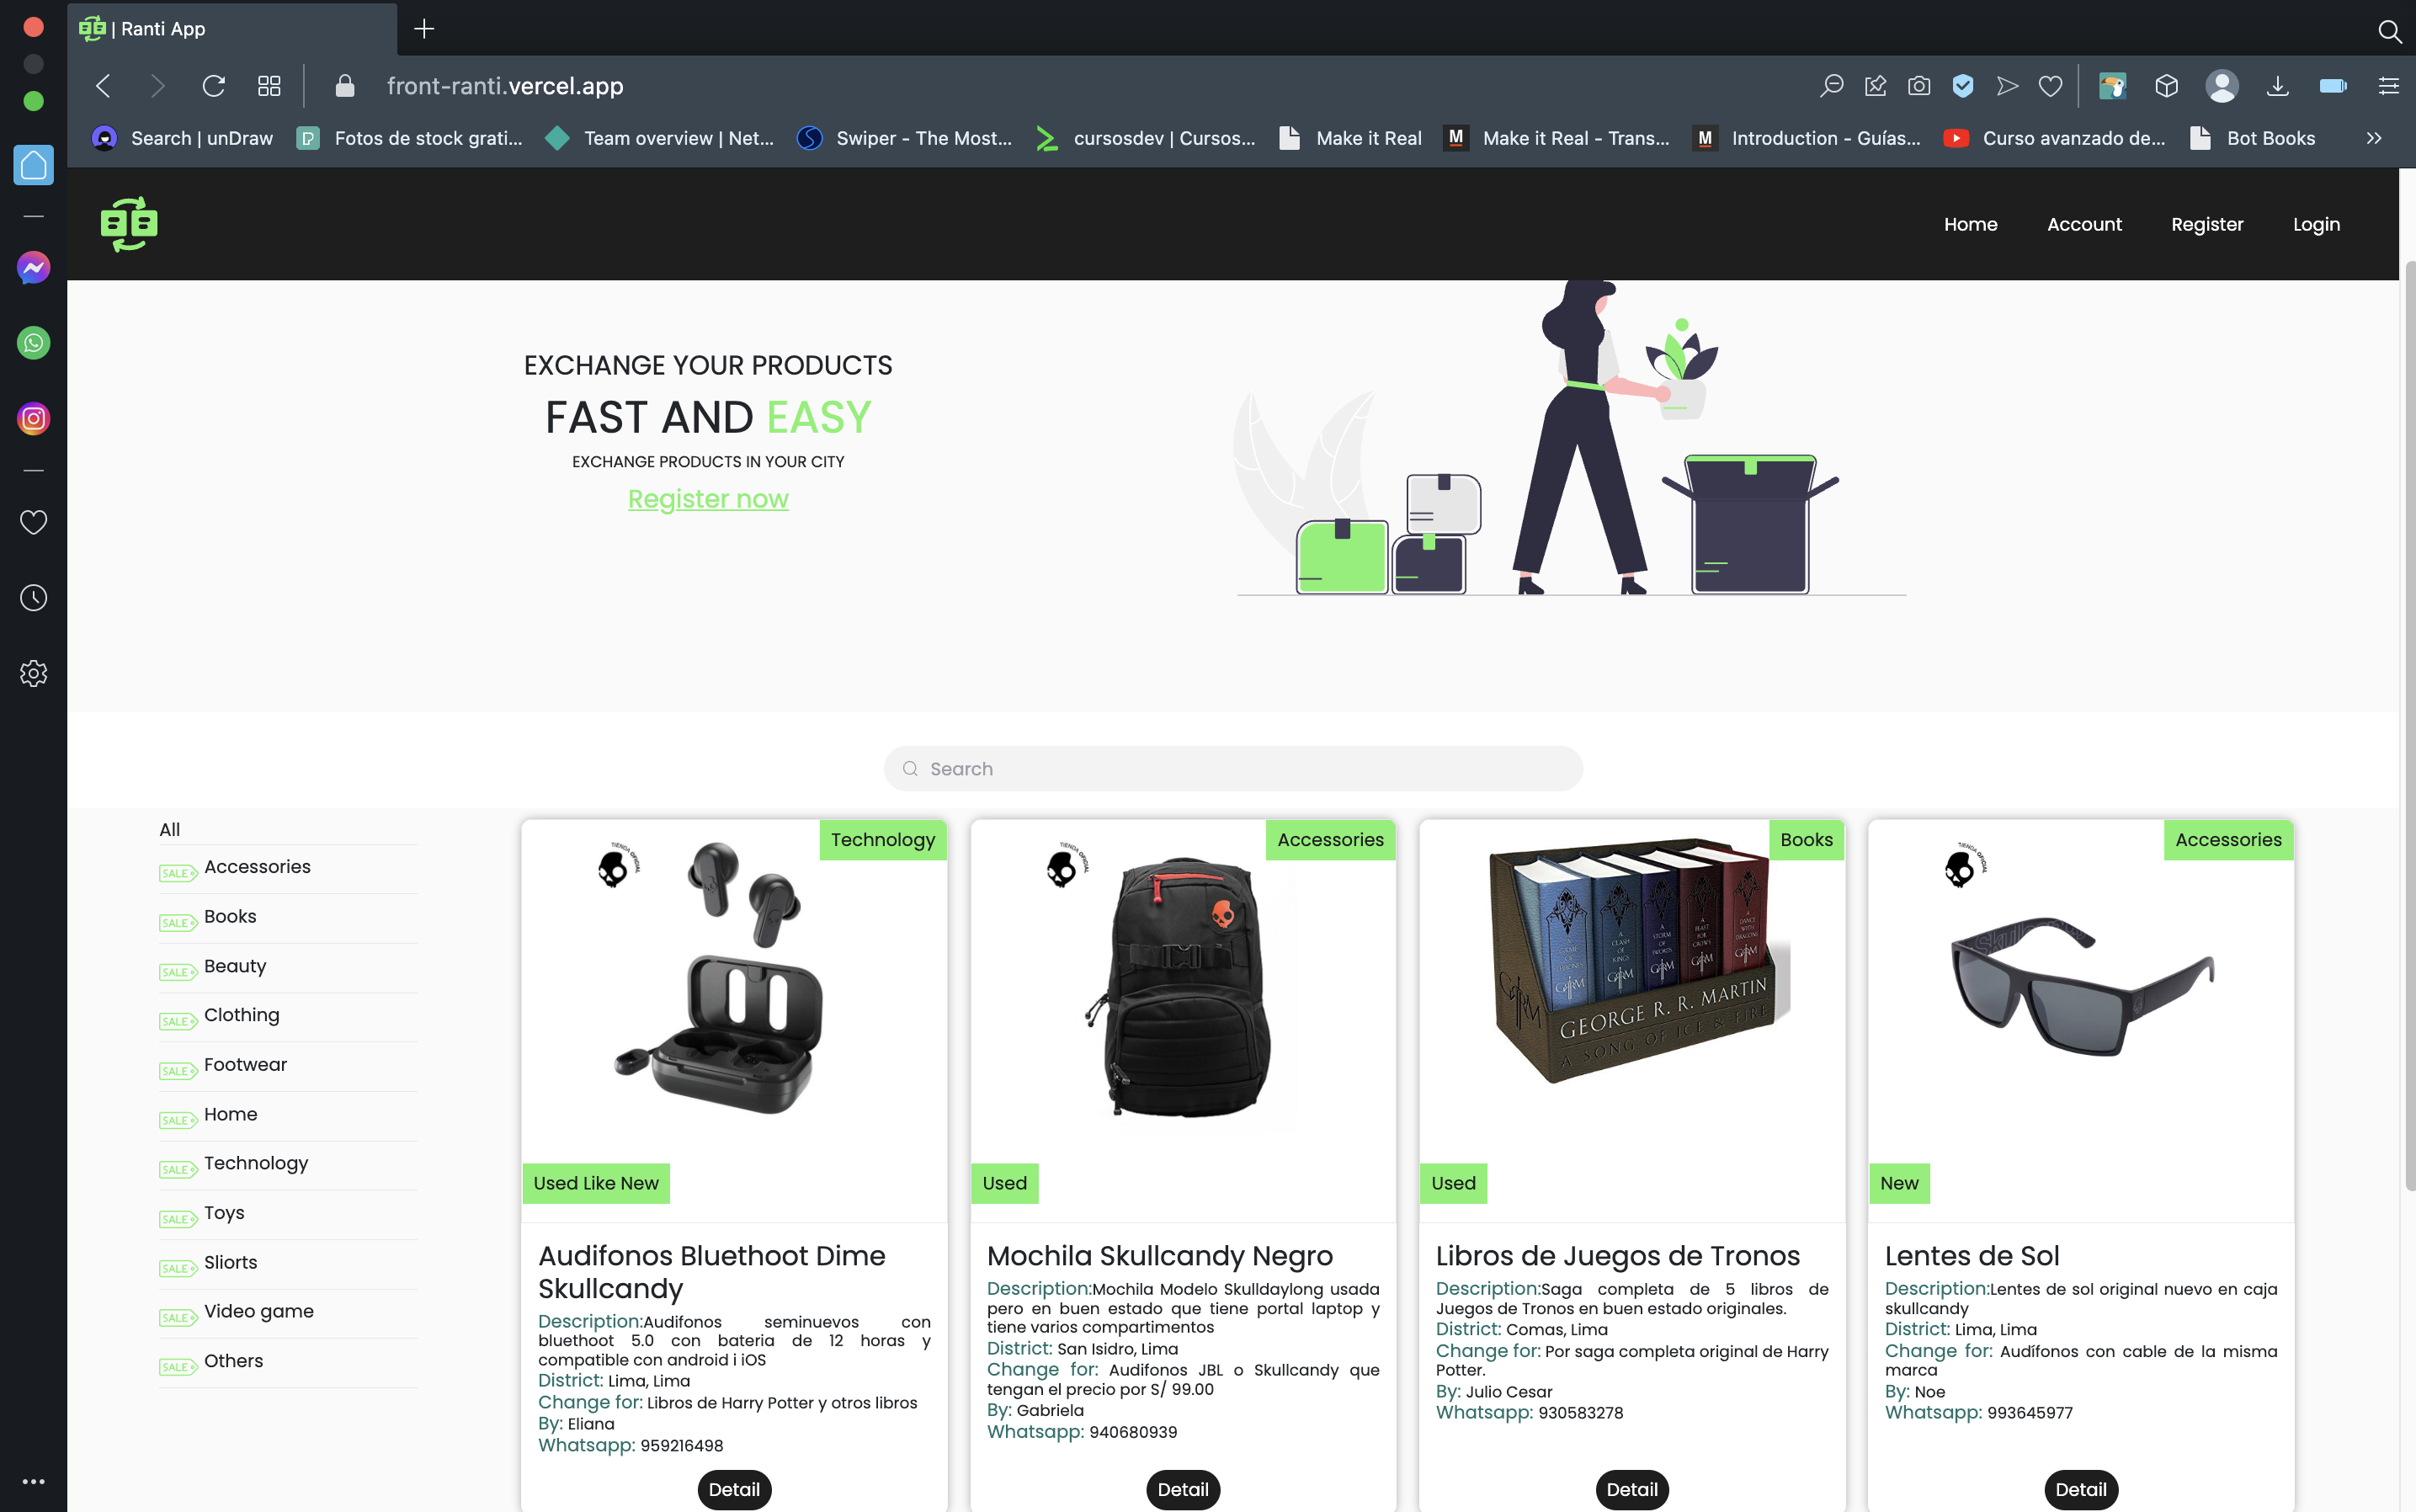 | Ranti App
front-ranti.vercel.app
Search | unDraw
Fotos de stock grati...
Team overview | Net...
Swiper - The Most...
cursosdev | Cursos...
Make it Real
Make it Real - Trans...
Introduction - Guías...
Curso avanzado de...
Bot Books
Home
Account
Register
Login
EXCHANGE YOUR PRODUCTS
FAST AND EASY
EXCHANGE PRODUCTS IN YOUR CITY
Register now
Search
All
SALE Accessories
SALE Books
SALE Beauty
SALE Clothing
SALE Footwear
SALE Home
SALE Technology
SALE Toys
SALE Sliorts
SALE Video game
SALE Others
Technology
TIENDA OFICIAL
Used Like New
Audifonos Bluethoot Dime
Skullcandy
Description:Audifonos seminuevos con
bluethoot 5.0 con bateria de 12 horas y
compatible con android i iOS
District: Lima, Lima
Change for: Libros de Harry Potter y otros libros
By: Eliana
Whatsapp: 959216498
Detail
Accessories
TIENDA OFICIAL
Used
Mochila Skullcandy Negro
Description:Mochila Modelo Skulldaylong usada
pero en buen estado que tiene portal laptop y
tiene varios compartimentos
District: San Isidro, Lima
Change for: Audifonos JBL o Skullcandy que
tengan el precio por S/ 99.00
By: Gabriela
Whatsapp: 940680939
Detail
Books
GEORGE R. R. MARTIN
A SONG OF ICE & FIRE
Used
Libros de Juegos de Tronos
Description:Saga completa de 5 libros de
Juegos de Tronos en buen estado originales.
District: Comas, Lima
Change for: Por saga completa original de Harry
Potter.
By: Julio Cesar
Whatsapp: 930583278
Detail
Accessories
TIENDA OFICIAL
New
Lentes de Sol
Description:Lentes de sol original nuevo en caja
skullcandy
District: Lima, Lima
Change for: Audífonos con cable de la misma
marca
By: Noe
Whatsapp: 993645977
Detail